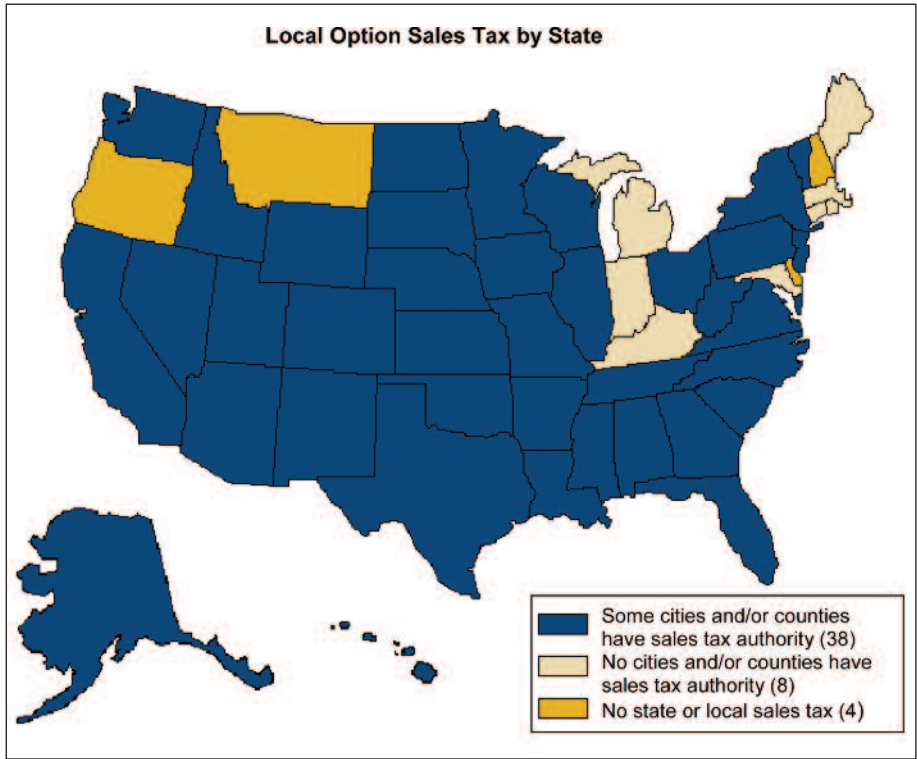 Local Option Sales Tax by State
Some cities and/or counties
have sales tax authority (38)
No cities and/or counties have
sales tax authority (8)
No state or local sales tax (4)